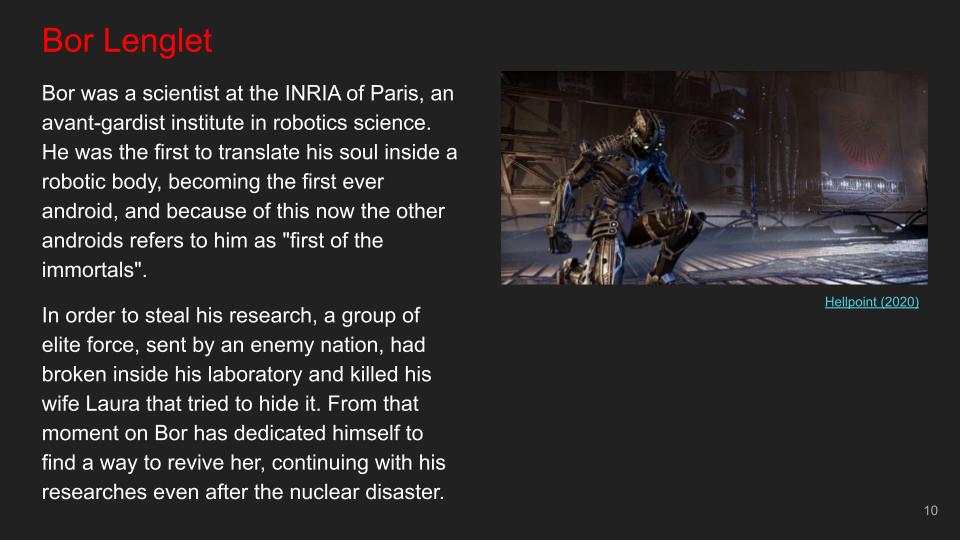 Bor Lenglet
Bor was a scientist at the INRIA of Paris, an
avant-gardist institute in robotics science.
He was the first to translate his soul inside a
robotic body, becoming the first ever
android, and because of this now the other
androids refers to him as "first of the
immortals".
In order to steal his research, a group of
elite force, sent by an enemy nation, had
broken inside his laboratory and killed his
wife Laura that tried to hide it. From that
moment on Bor has dedicated himself to
find a way to revive her, continuing with his
researches even after the nuclear disaster.
Hellpoint (2020)
10